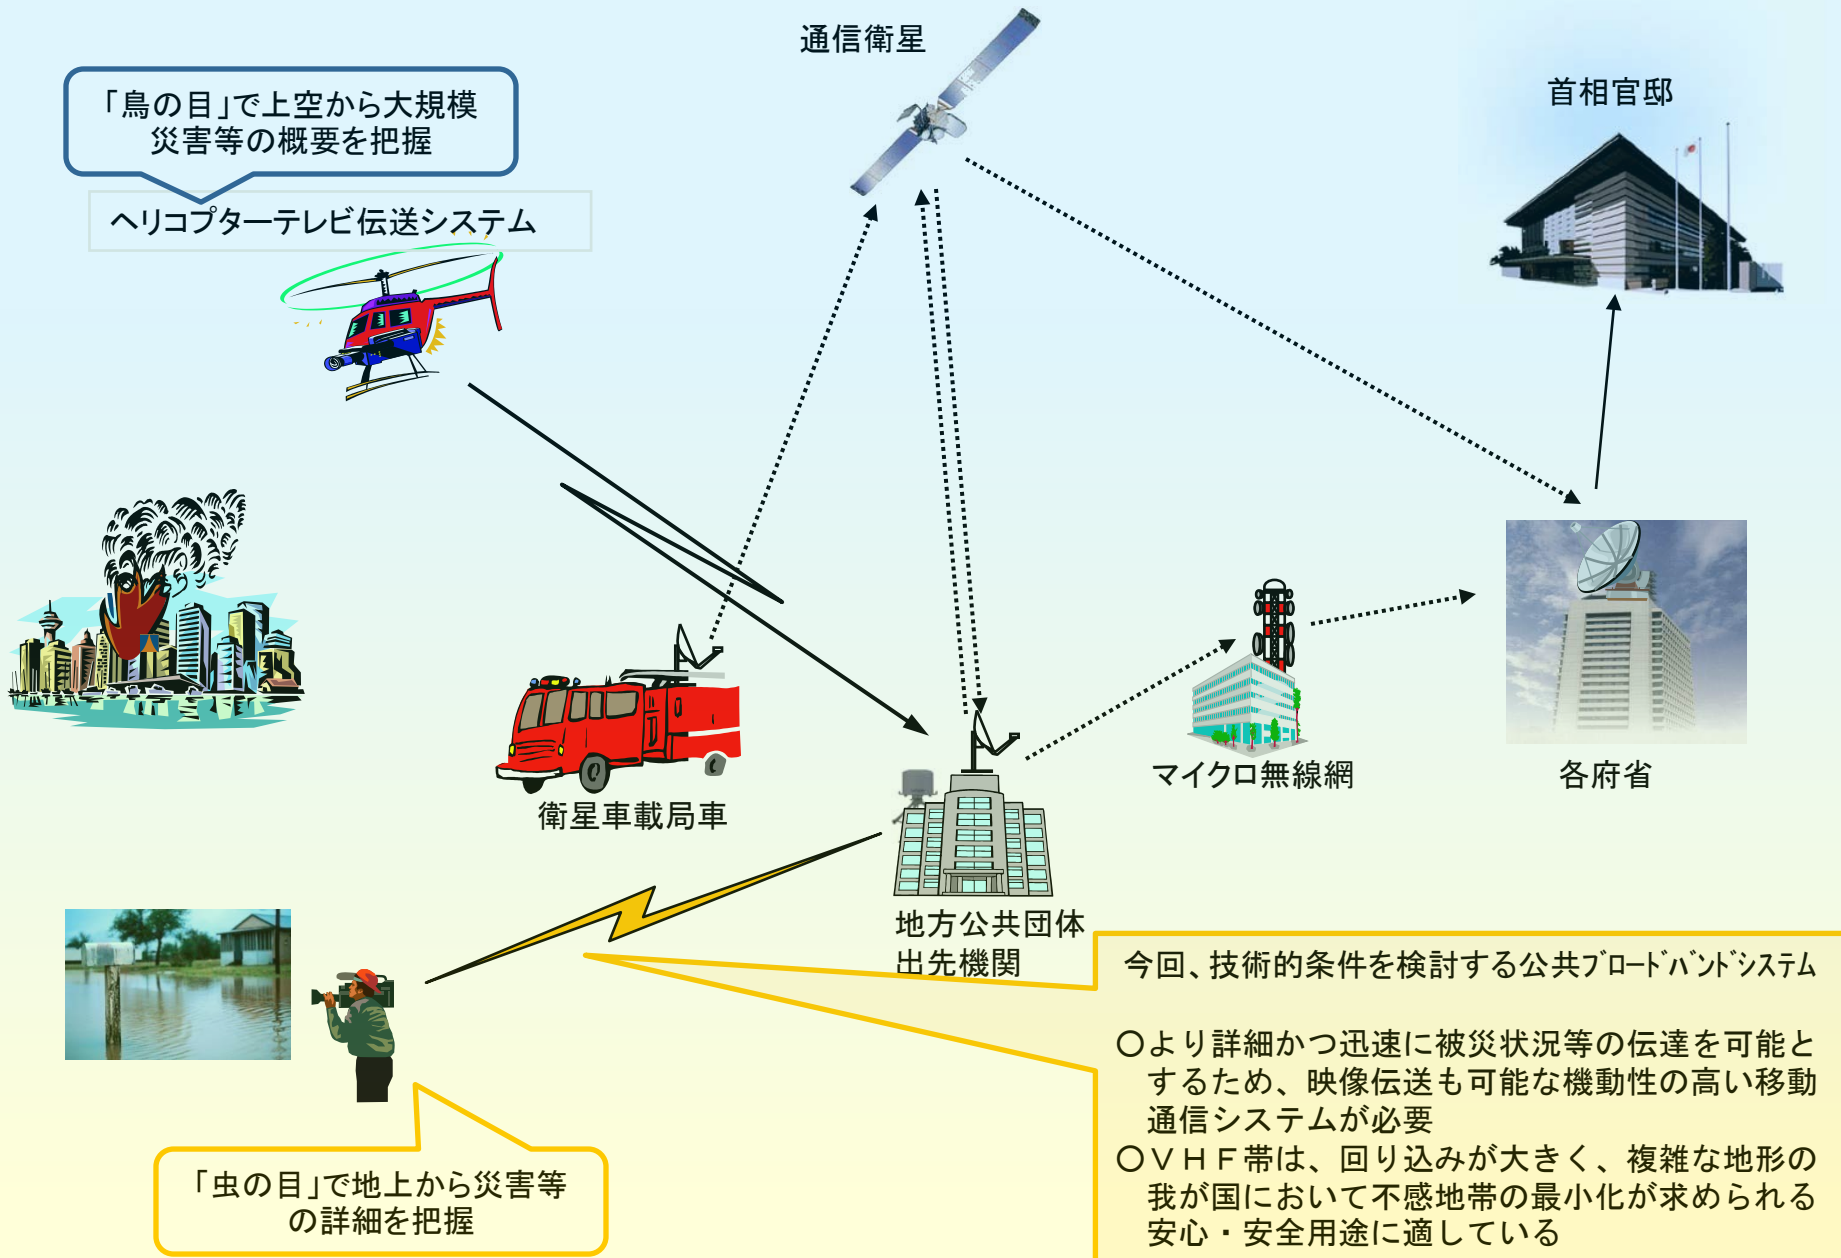 通信衛星
首相官邸
「鳥の目」で上空から大規模
災害等の概要を把握
ヘリコプターテレビ伝送システム
衛星車載局車
マイクロ無線網
各府省
地方公共団体
出先機関
今回、技術的条件を検討する公共ﾌﾞﾛｰﾄﾞﾊﾞﾝﾄﾞｼｽﾃﾑ
○より詳細かつ迅速に被災状況等の伝達を可能と
するため、映像伝送も可能な機動性の高い移動
通信システムが必要
○ＶＨＦ帯は、回り込みが大きく、複雑な地形の
我が国において不感地帯の最小化が求められる
安心・安全用途に適している
「虫の目」で地上から災害等
の詳細を把握